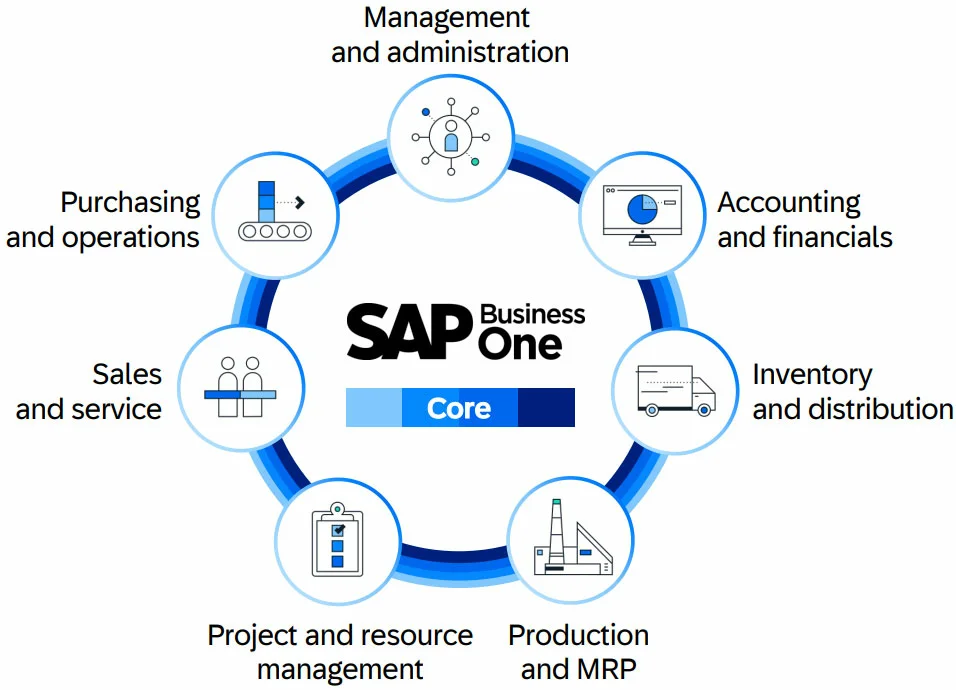 Management
and administration
Accounting
and financials
Inventory
and distribution
Production
and MRP
Project and resource
management
Sales
and service
Purchasing
and operations
SAP Business
One
Core